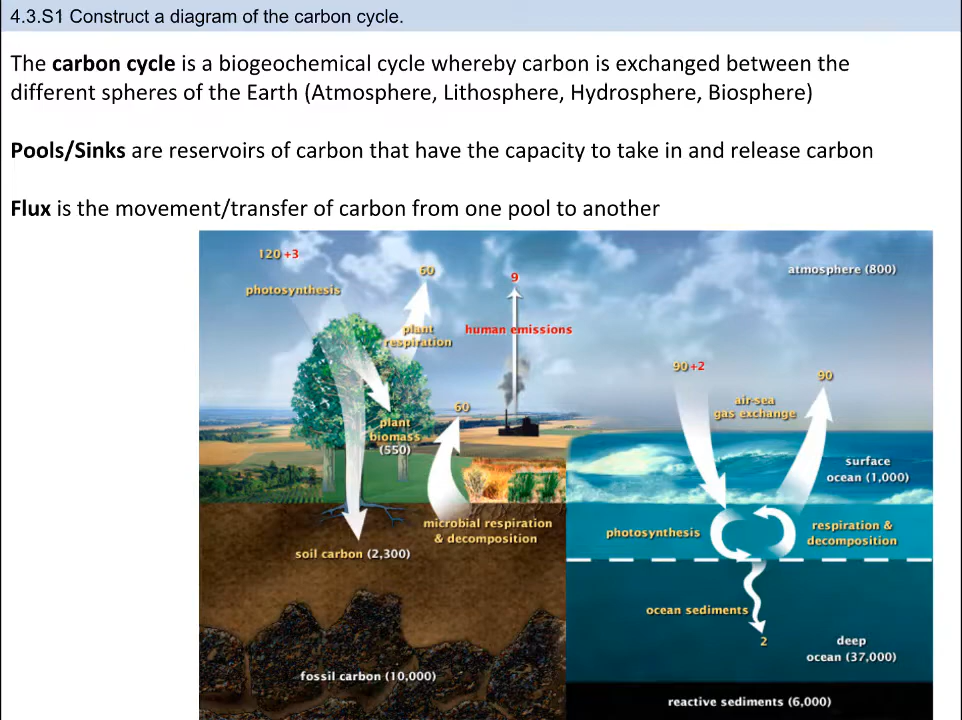 4.3.S1 Construct a diagram of the carbon cycle.
The carbon cycle is a biogeochemical cycle whereby carbon is exchanged between the
different spheres of the Earth (Atmosphere, Lithosphere, Hydrosphere, Biosphere)
Pools/Sinks are reservoirs of carbon that have the capacity to take in and release carbon
Flux is the movement/transfer of carbon from one pool to another
120+3
photosynthesis
60
plant
respiration
9
human emissions
atmosphere (800)
90+2
90
air-sea
gas exchange
plant
biomass
(550)
60
surface
ocean (1,000)
microbial respiration
& decomposition
soil carbon (2,300)
photosynthesis
respiration &
decomposition
ocean sediments
2
deep
ocean (37,000)
fossil carbon (10,000)
reactive sediments (6,000)